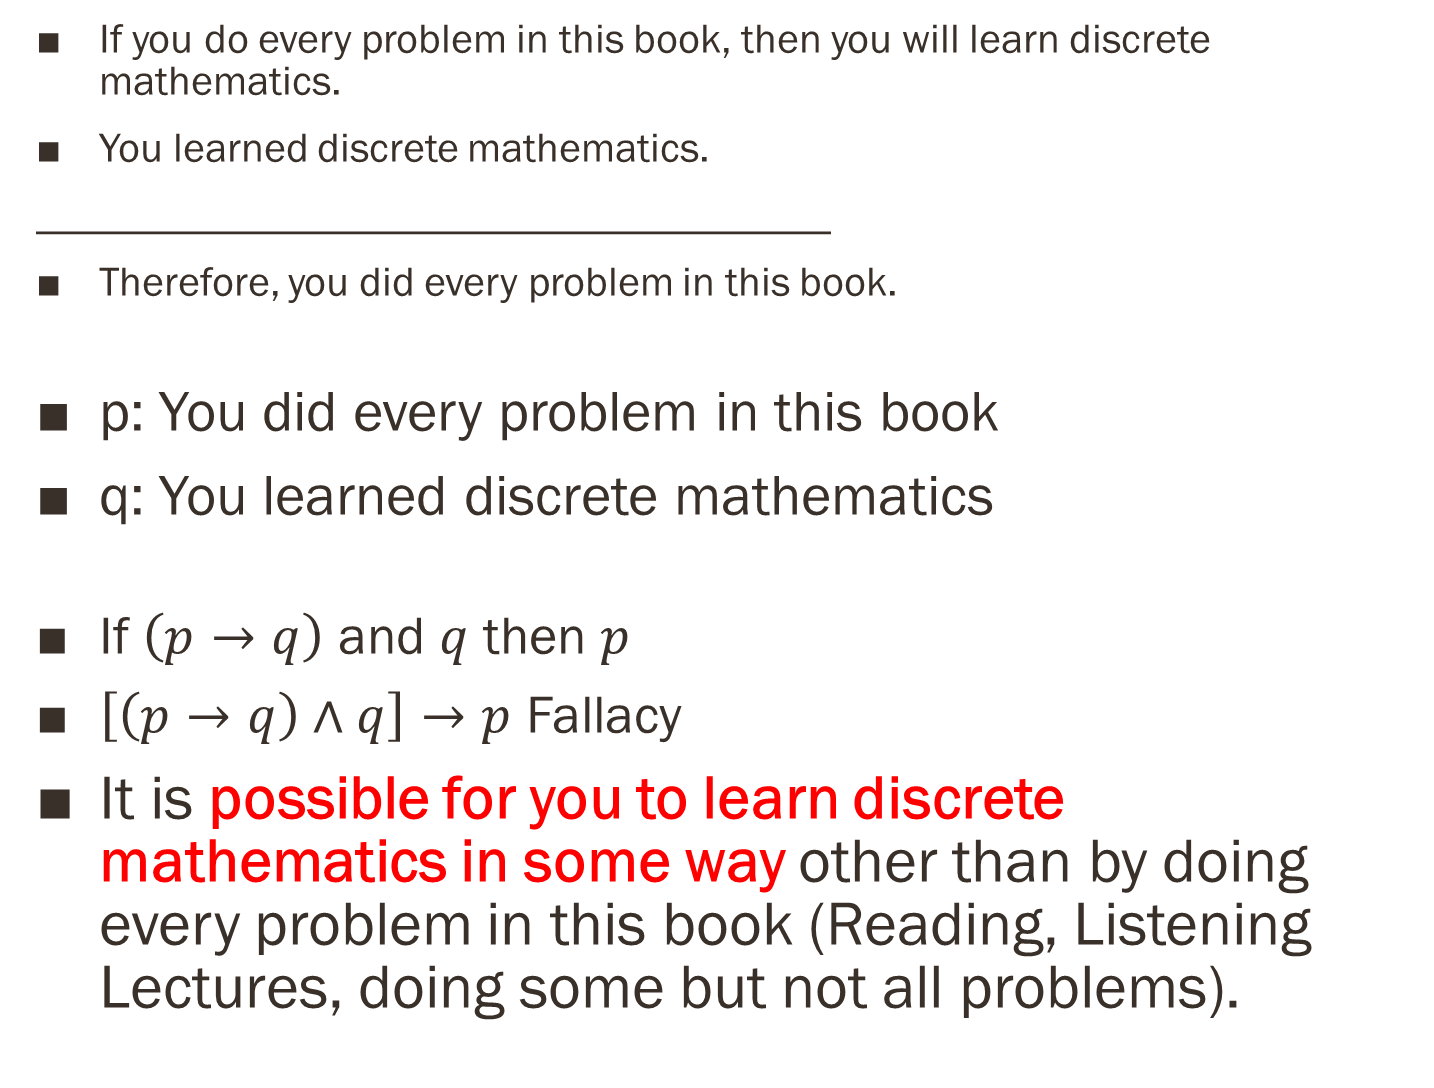 ▪ If you do every problem in this book, then you will learn discrete
mathematics.
▪ You learned discrete mathematics.
▪ Therefore, you did every problem in this book.
▪ p: You did every problem in this book
▪ q: You learned discrete mathematics
▪ If (𝑝 → 𝑞) and 𝑞 then 𝑝
▪ [(𝑝 → 𝑞) ∧ 𝑞] → 𝑝 Fallacy
▪ It is possible for you to learn discrete
mathematics in some way other than by doing
every problem in this book (Reading, Listening
Lectures, doing some but not all problems).